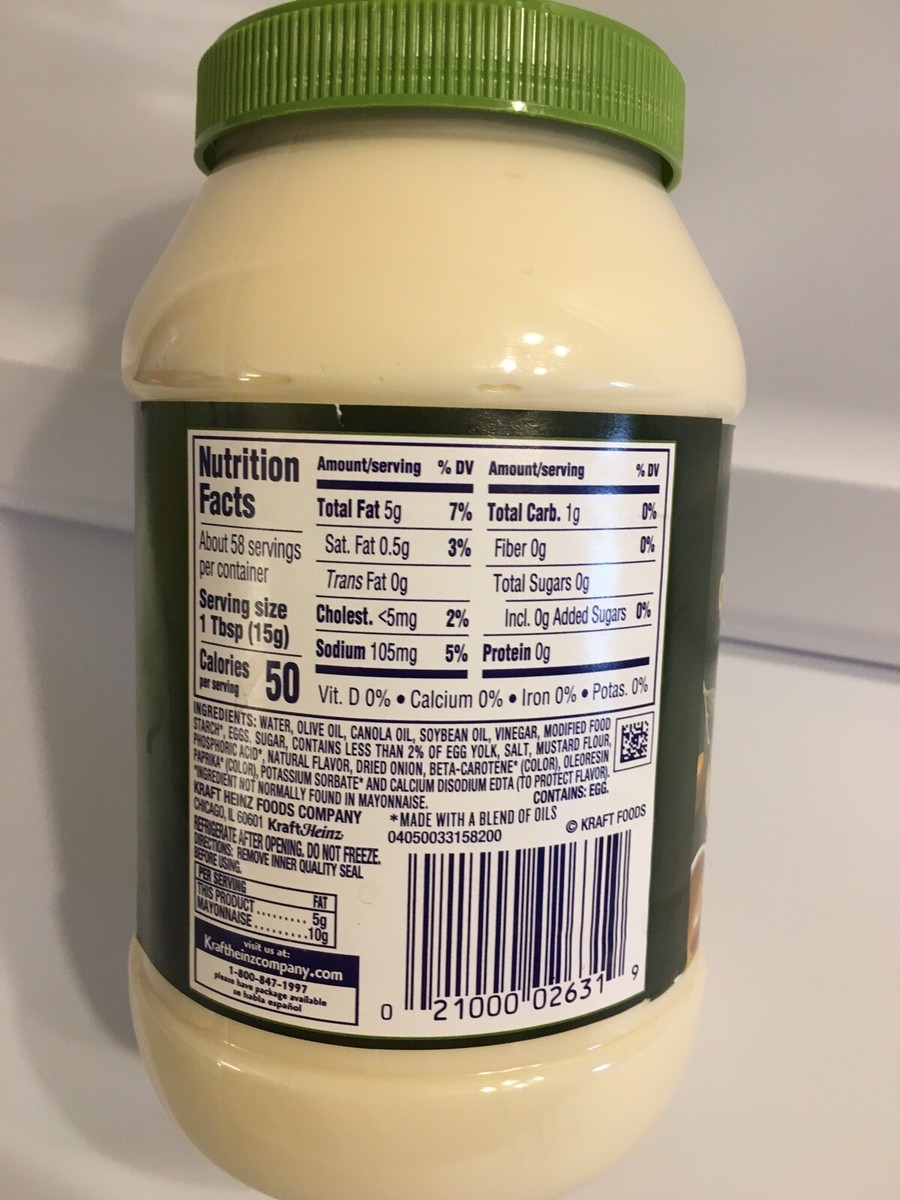 Nutrition Facts
About 58 servings per container
Serving size
1 Tbsp (15g)
Calories per serving 50
Amount/serving % DV
Total Fat 5g 7%
Sat. Fat 0.5g 3%
Trans Fat 0g
Cholest. <5mg 2%
Sodium 105mg 5%
Amount/serving % DV
Total Carb. 1g 0%
Fiber 0g 0%
Total Sugars 0g
Incl. 0g Added Sugars 0%
Protein 0g
Vit. D 0% • Calcium 0% • Iron 0% • Potas. 0%
INGREDIENTS: WATER, OLIVE OIL, CANOLA OIL, SOYBEAN OIL, VINEGAR, MODIFIED FOOD
STARCH*, EGGS, SUGAR, CONTAINS LESS THAN 2% OF EGG YOLK, SALT, MUSTARD FLOUR,
PHOSPHORIC ACID*, NATURAL FLAVOR, DRIED ONION, BETA-CAROTENE* (COLOR), OLEORESIN
PAPRIKA* (COLOR), POTASSIUM SORBATE* AND CALCIUM DISODIUM EDTA (TO PROTECT FLAVOR).
*INGREDIENT NOT NORMALLY FOUND IN MAYONNAISE. CONTAINS: EGG.
KRAFT HEINZ FOODS COMPANY
CHICAGO, IL 60601 KraftHeinz
*MADE WITH A BLEND OF OILS
04050033158200 © KRAFT FOODS
REFRIGERATE AFTER OPENING. DO NOT FREEZE.
DIRECTIONS: REMOVE INNER QUALITY SEAL
BEFORE USING.
PER SERVING FAT
THIS PRODUCT ........ 5g
MAYONNAISE ........ 10g
visit us at:
Kraftheinzcompany.com
1-800-847-1997
please have package available
se habla español
0 21000 02631 9